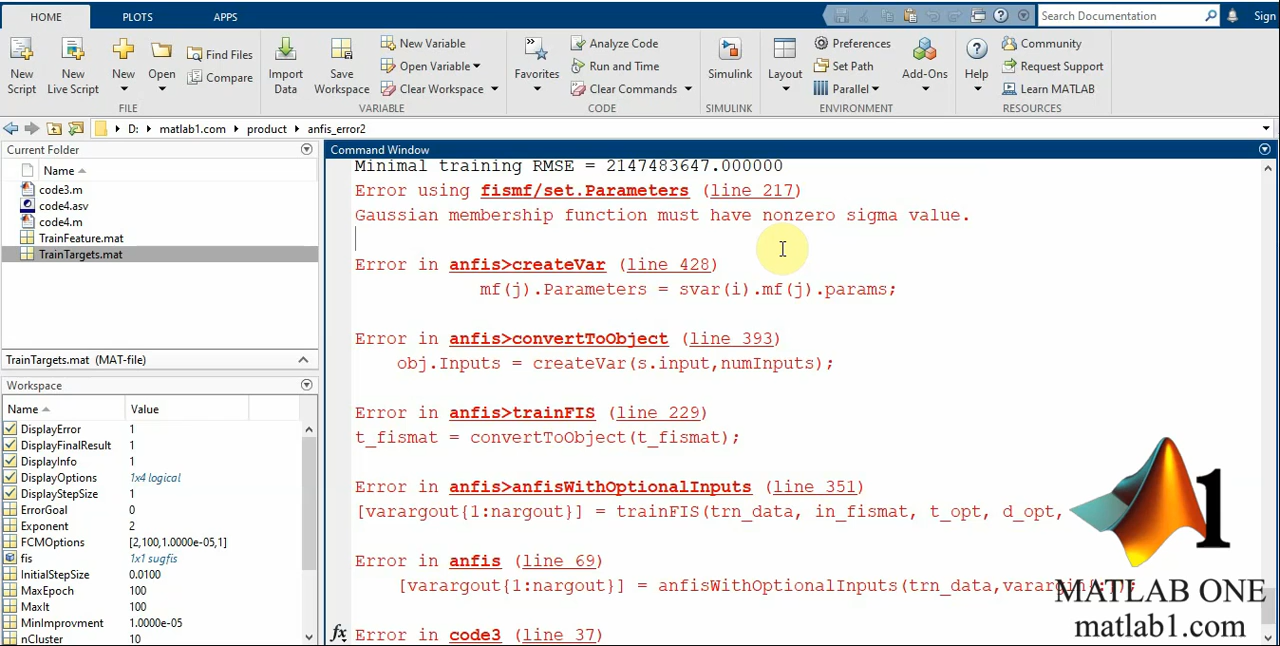 HOME PLOTS APPS Search Documentation Sign
New Script New Live Script New Open Find Files Compare Import Data Save Workspace New Variable Open Variable Clear Workspace Favorites Analyze Code Run and Time Clear Commands Simulink Layout Preferences Set Path Parallel Add-Ons Help Community Request Support Learn MATLAB
FILE VARIABLE CODE SIMULINK ENVIRONMENT RESOURCES
D: matlab1.com product anfis_error2
Current Folder
Name
code3.m
code4.asv
code4.m
TrainFeature.mat
TrainTargets.mat
TrainTargets.mat (MAT-file)
Workspace
Name Value
DisplayError 1
DisplayFinalResult 1
DisplayInfo 1
DisplayOptions 1x4 logical
DisplayStepSize 1
ErrorGoal 0
Exponent 2
FCMOptions [2,100,1.0000e-05,1]
fis 1x1 sugfis
InitialStepSize 0.0100
MaxEpoch 100
MaxIt 100
MinImprovment 1.0000e-05
nCluster 10
Command Window
Minimal training RMSE = 2147483647.000000
Error using fismf/set.Parameters (line 217)
Gaussian membership function must have nonzero sigma value.
Error in anfis>createVar (line 428)
mf(j).Parameters = svar(i).mf(j).params;
Error in anfis>convertToObject (line 393)
obj.Inputs = createVar(s.input,numInputs);
Error in anfis>trainFIS (line 229)
t_fismat = convertToObject(t_fismat);
Error in anfis>anfisWithOptionalInputs (line 351)
[varargout{1:nargout}] = trainFIS(trn_data, in_fismat, t_opt, d_opt,
Error in anfis (line 69)
[varargout{1:nargout}] = anfisWithOptionalInputs(trn_data,
fx Error in code3 (line 37)
1
MATLAB ONE
matlab1.com